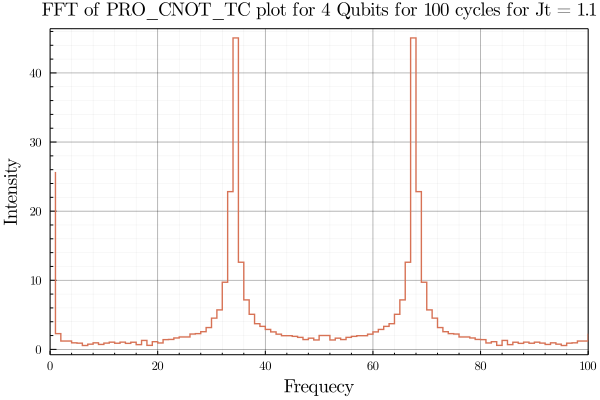 FFT of PRO_CNOT_TC plot for 4 Qubits for 100 cycles for Jt = 1.1
Intensity
40
30
20
10
0
0 20 40 60 80 100
Frequecy